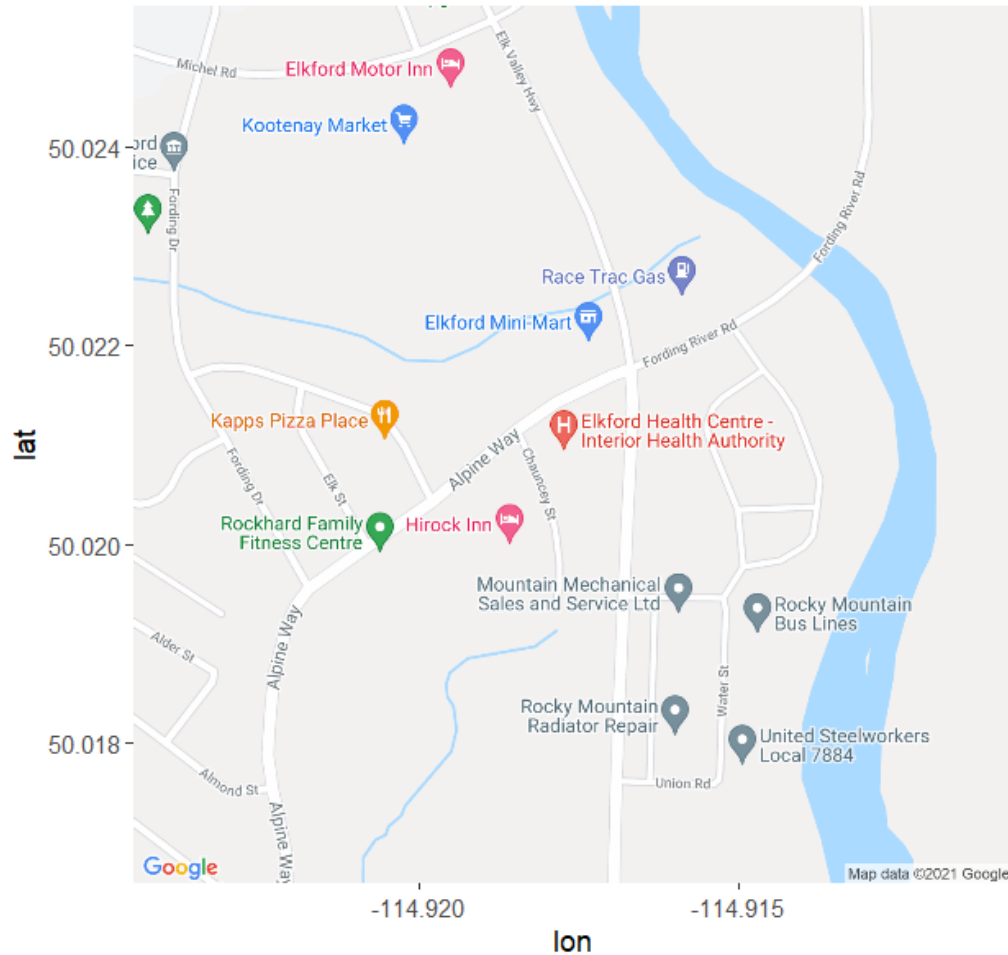 Michel Rd
Elkford Motor Inn
Elk Valley Hwy
Kootenay Market
50.024
ord
ice
Fording Dr
Fording River Rd
Race Trac Gas
Elkford Mini-Mart
50.022
Fording River Rd
Kapps Pizza Place
Elkford Health Centre -
Interior Health Authority
Alpine Way
Chauncey St
lat
Fording Dr
Elk St
Rockhard Family
Fitness Centre
Hirock Inn
50.020
Mountain Mechanical
Sales and Service Ltd
Rocky Mountain
Bus Lines
Alpine Way
Alder St
Water St
Rocky Mountain
Radiator Repair
United Steelworkers
Local 7884
50.018
Almond St
Union Rd
Alpine Way
Google
Map data ©2021 Google
-114.920
-114.915
lon